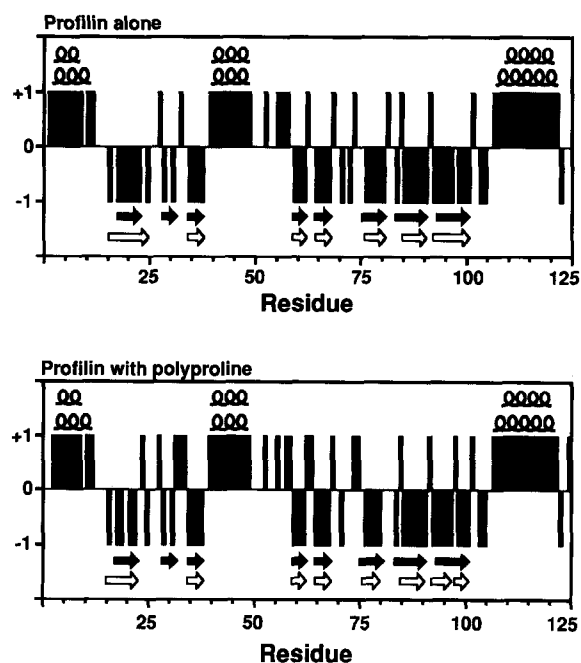 Profilin alone
+1
0
-1
25 50 75 100 125
Residue
Profilin with polyproline
+1
0
-1
25 50 75 100 125
Residue